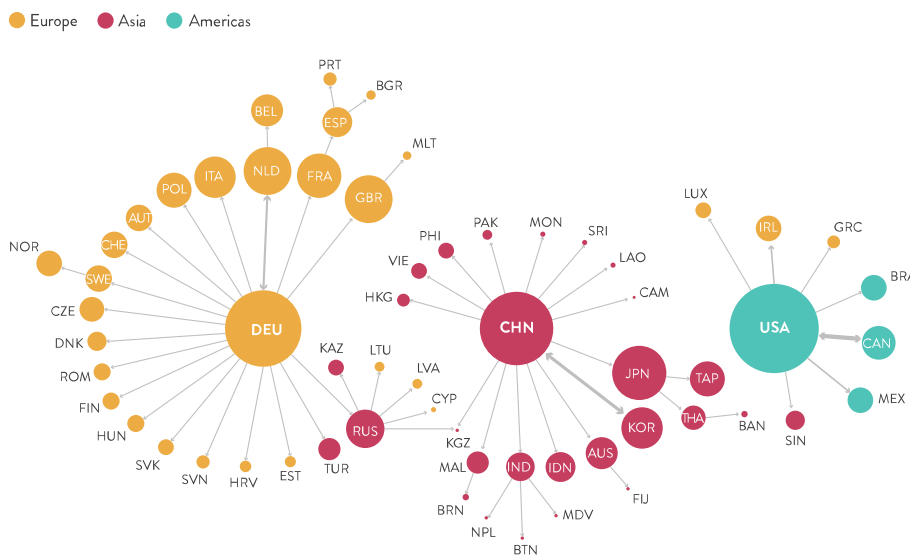 Europe Asia Americas
PRT
BGR
BEL
ESP
MLT
NLD
FRA
ITA
POL
GBR
AUT
CHE
NOR
SWE
CZE
DEU
DNK
ROM
FIN
HUN
SVK
SVN
HRV
EST
TUR
KAZ
LTU
LVA
CYP
RUS
KGZ
PAK
MON
PHI
SRI
VIE
LAO
HKG
CAM
CHN
JPN
TAP
THA
BAN
KOR
MAL
IND
IDN
AUS
BRN
FIJ
NPL
MDV
BTN
LUX
IRL
GRC
BRA
USA
CAN
MEX
SIN